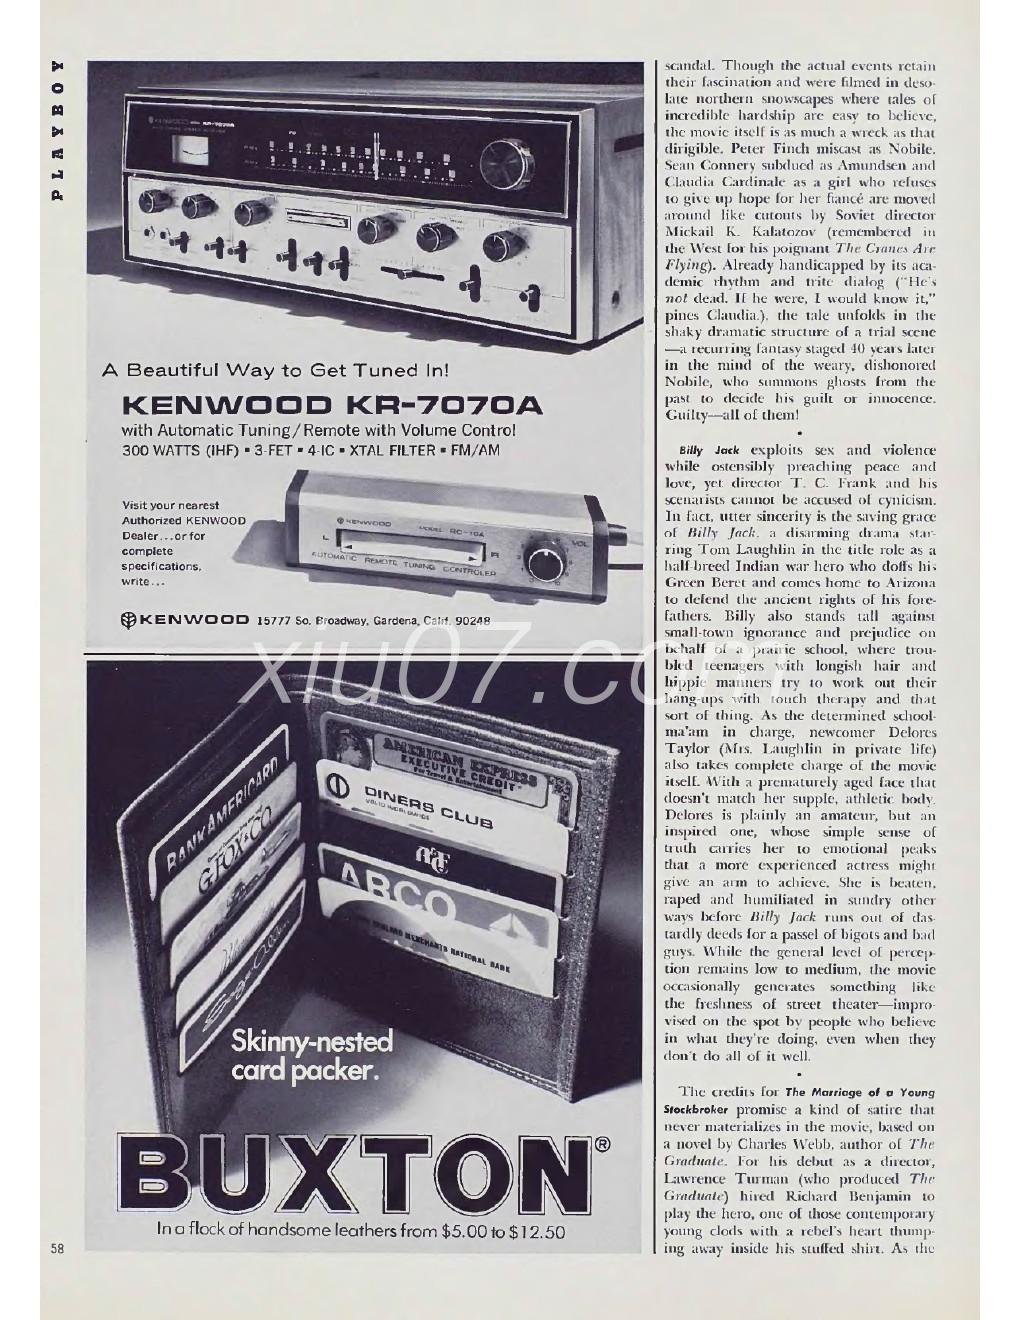 PLAYBOY
KENWOOD KR-7070A
A Beautiful Way to Get Tuned In!
KENWOOD KR-7070A
with Automatic Tuning/Remote with Volume Control
300 WATTS (IHF) ▪ 3-FET ▪ 4-IC ▪ XTAL FILTER ▪ FM/AM
Visit your nearest
Authorized KENWOOD
Dealer...or for
complete
specifications,
write...
KENWOOD
MODEL RC-10A
L
R
VOL
AUTOMATIC REMOTE TUNING CONTROLER
KENWOOD 15777 So. Broadway, Gardena, Calif. 90248
BANKAMERICARD
G.FOX & CO.
AMERICAN EXPRESS
EXECUTIVE CREDIT
For Travel & Entertainment
DINERS CLUB
VALID WORLDWIDE
A&F
ABCO
MERCHANTS NATIONAL BANK
Skinny-nested
card packer.
BUXTON®
In a flock of handsome leathers from $5.00 to $12.50
58
scandal. Though the actual events retain
their fascination and were filmed in deso-
late northern snowscapes where tales of
incredible hardship are easy to believe,
the movie itself is as much a wreck as that
dirigible. Peter Finch miscast as Nobile,
Sean Connery subdued as Amundsen and
Claudia Cardinale as a girl who refuses
to give up hope for her fiancé are moved
around like cutouts by Soviet director
Mickail K. Kalatozov (remembered in
the West for his poignant The Cranes Are
Flying). Already handicapped by its aca-
demic rhythm and trite dialog ("He's
not dead. If he were, I would know it,"
pines Claudia.), the tale unfolds in the
shaky dramatic structure of a trial scene
—a recurring fantasy staged 40 years later
in the mind of the weary, dishonored
Nobile, who summons ghosts from the
past to decide his guilt or innocence.
Guilty—all of them!
•
Billy Jack exploits sex and violence
while ostensibly preaching peace and
love, yet director T. C. Frank and his
scenarists cannot be accused of cynicism.
In fact, utter sincerity is the saving grace
of Billy Jack, a disarming drama star-
ring Tom Laughlin in the title role as a
half-breed Indian war hero who doffs his
Green Beret and comes home to Arizona
to defend the ancient rights of his fore-
fathers. Billy also stands tall against
small-town ignorance and prejudice on
behalf of a prairie school, where trou-
bled teenagers with longish hair and
hippie manners try to work out their
hang-ups with touch therapy and that
sort of thing. As the determined school-
ma'am in charge, newcomer Delores
Taylor (Mrs. Laughlin in private life)
also takes complete charge of the movie
itself. With a prematurely aged face that
doesn't match her supple, athletic body,
Delores is plainly an amateur, but an
inspired one, whose simple sense of
truth carries her to emotional peaks
that a more experienced actress might
give an arm to achieve. She is beaten,
raped and humiliated in sundry other
ways before Billy Jack runs out of das-
tardly deeds for a passel of bigots and bad
guys. While the general level of percep-
tion remains low to medium, the movie
occasionally generates something like
the freshness of street theater—impro-
vised on the spot by people who believe
in what they're doing, even when they
don't do all of it well.
•
The credits for The Marriage of a Young
Stockbroker promise a kind of satire that
never materializes in the movie, based on
a novel by Charles Webb, author of The
Graduate. For his debut as a director,
Lawrence Turman (who produced The
Graduate) hired Richard Benjamin to
play the hero, one of those contemporary
young clods with a rebel's heart thump-
ing away inside his stuffed shirt. As the
xiu07.com